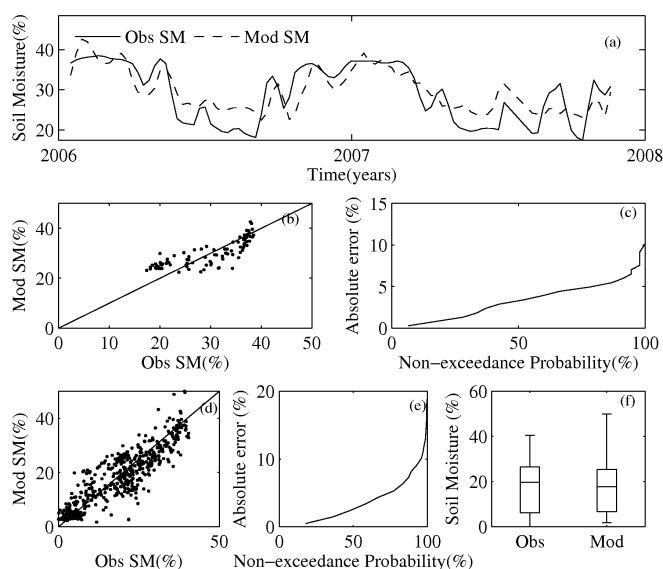 Obs SM
Mod SM
(a)
Soil Moisture(%)
40
30
20
2006
2007
2008
Time(years)
(b)
Mod SM(%)
40
20
0
0
10
20
30
40
50
Obs SM(%)
(c)
Absolute error (%)
15
10
5
0
0
50
100
Non−exceedance Probability(%)
(d)
Mod SM(%)
40
20
0
0
50
Obs SM(%)
(e)
Absolute error (%)
20
10
0
0
50
100
Non−exceedance Probability(%)
(f)
Soil Moisture (%)
60
40
20
0
Obs
Mod